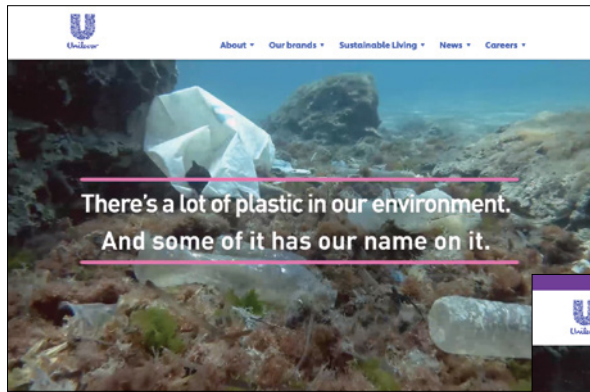 Unilever
About Our brands Sustainable Living News Careers
There's a lot of plastic in our environment.
And some of it has our name on it.